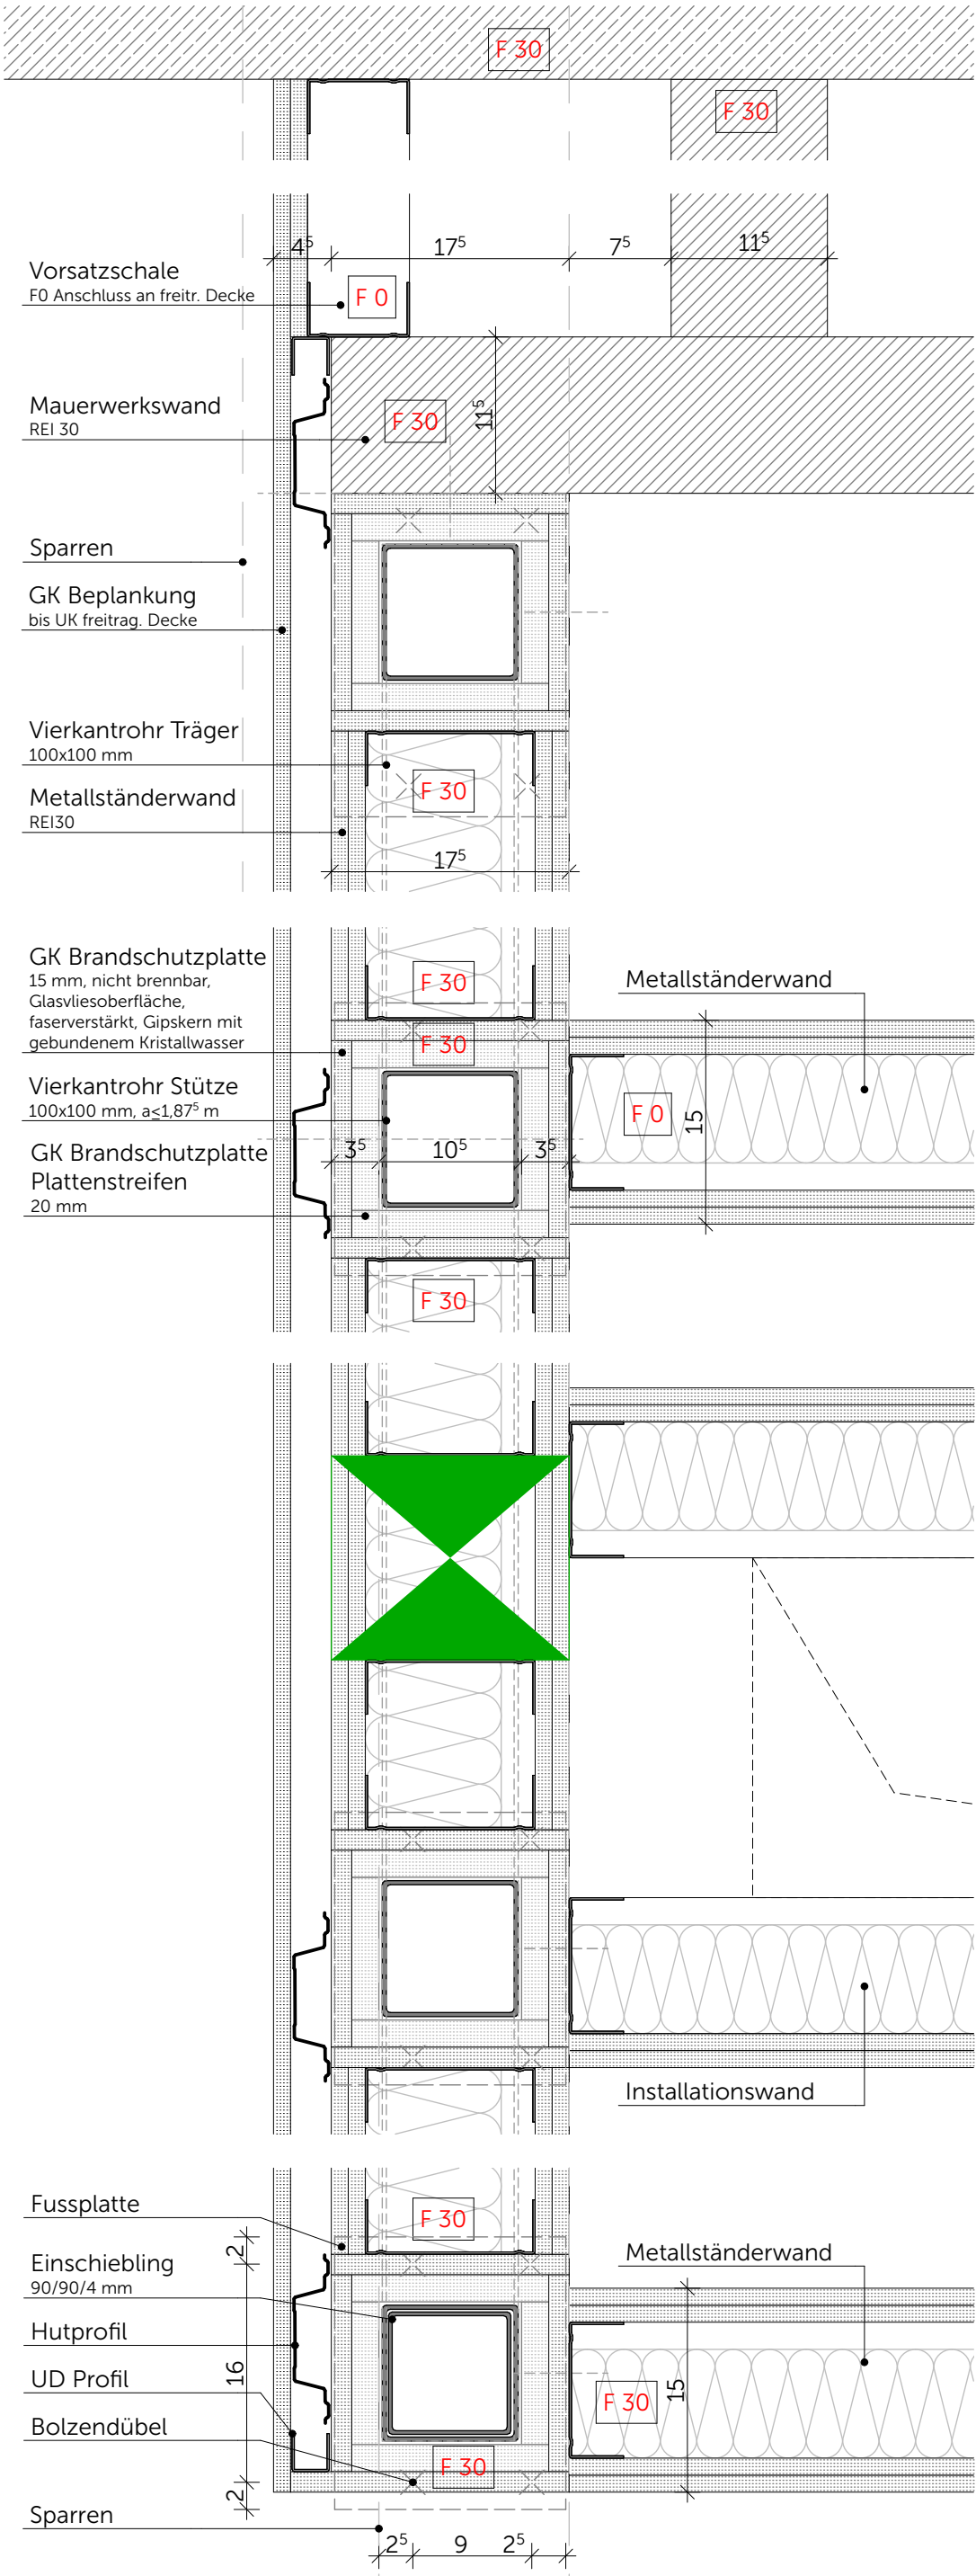 F 30
F 30
4⁵
17⁵
7⁵
11⁵
Vorsatzschale
F0 Anschluss an freitr. Decke
F 0
Mauerwerkswand
REI 30
F 30
11⁵
Sparren
GK Beplankung
bis UK freitrag. Decke
Vierkantrohr Träger
100x100 mm
F 30
Metallständerwand
REI30
17⁵
GK Brandschutzplatte
15 mm, nicht brennbar,
Glasvliesoberfläche,
faserverstärkt, Gipskern mit
gebundenem Kristallwasser
F 30
Metallständerwand
F 30
Vierkantrohr Stütze
100x100 mm, a≤1,87⁵ m
F 0
15
GK Brandschutzplatte
Plattenstreifen
20 mm
3⁵
10⁵
3⁵
F 30
Installationswand
Fussplatte
F 30
2
Metallständerwand
Einschiebling
90/90/4 mm
Hutprofil
16
UD Profil
15
F 30
Bolzendübel
F 30
2
Sparren
2⁵
9
2⁵